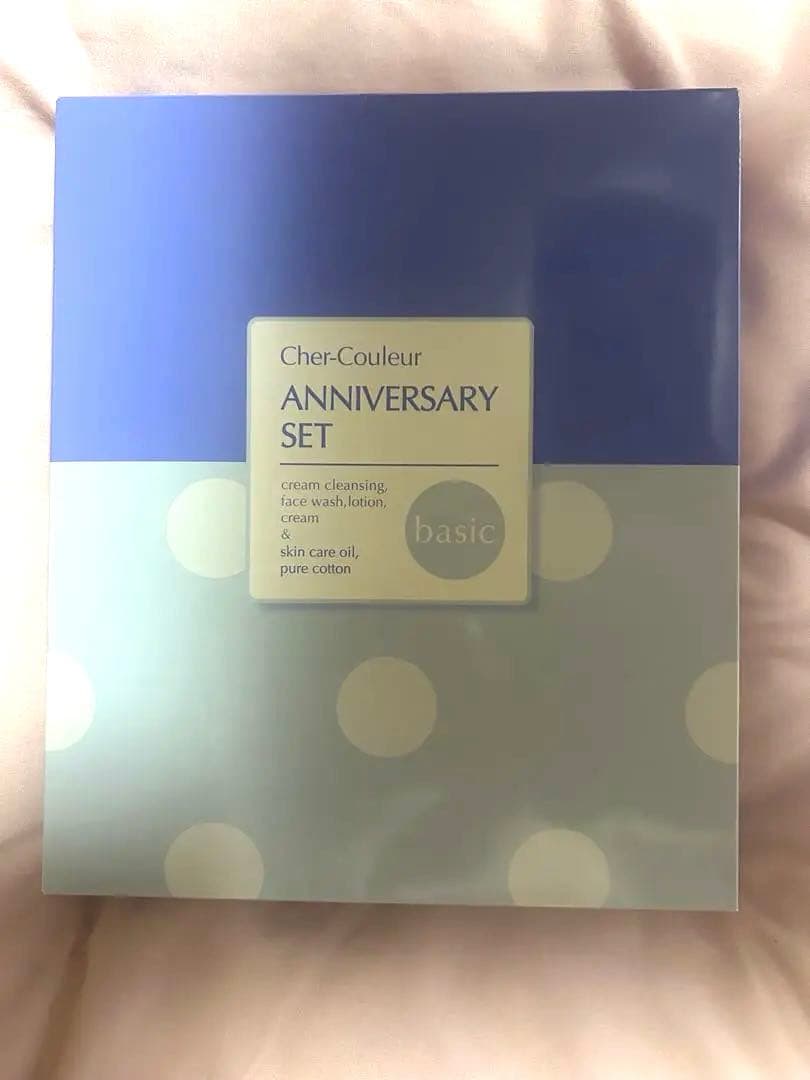 Cher-Couleur
ANNIVERSARY
SET
cream cleansing,
face wash,lotion,
cream
&
skin care oil,
pure cotton
basic